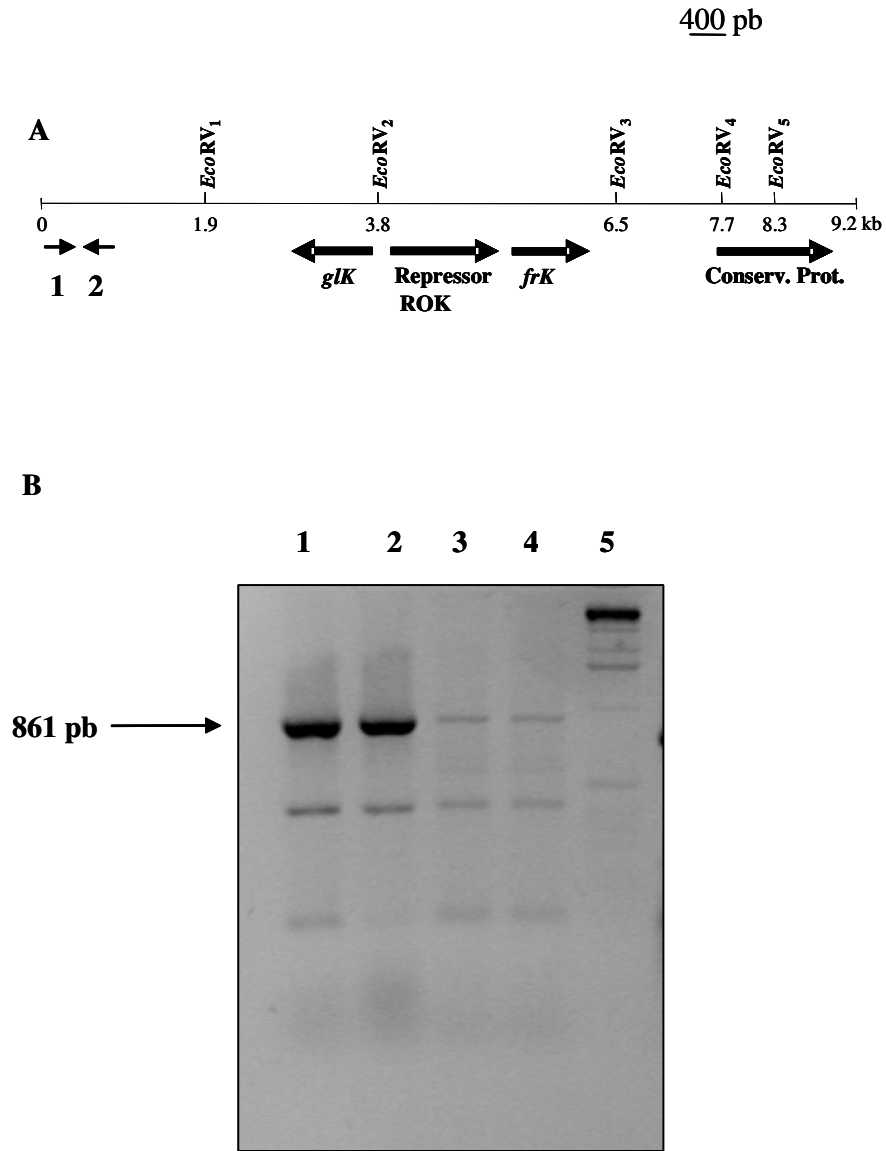 400 pb
A
EcoRV1 EcoRV2 EcoRV3 EcoRV4 EcoRV5
0 1.9 3.8 6.5 7.7 8.3 9.2 kb
1 2
glK Repressor frK Conserv. Prot.
ROK
B
1 2 3 4 5
861 pb